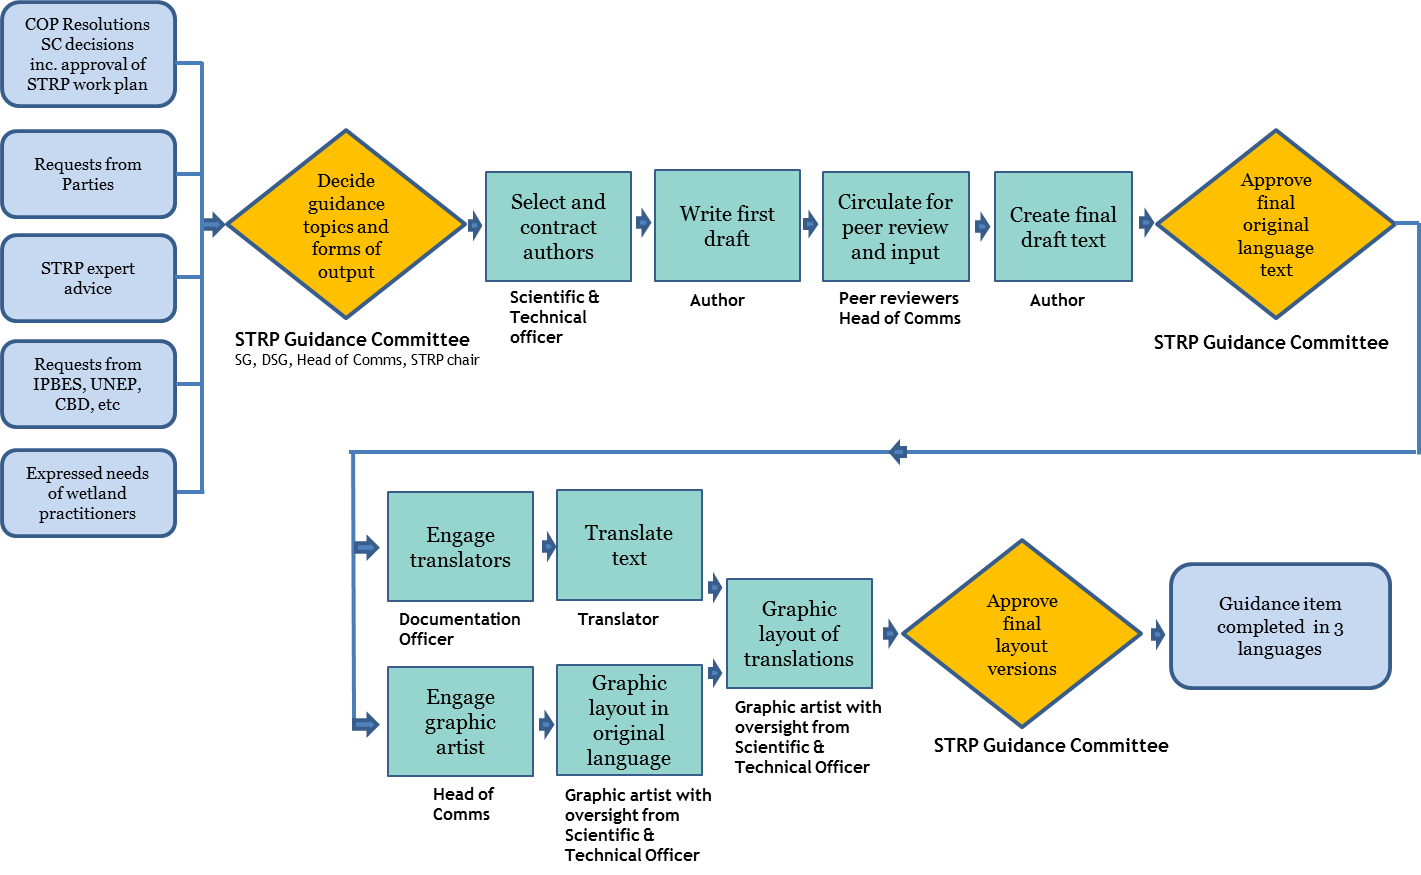 COP Resolutions
SC decisions
inc. approval of
STRP work plan
Requests from
Parties
STRP expert
advice
Requests from
IPBES, UNEP,
CBD, etc
Expressed needs
of wetland
practitioners
Decide
guidance
topics and
forms of
output
STRP Guidance Committee
SG, DSG, Head of Comms, STRP chair
Select and
contract
authors
Scientific &
Technical
officer
Write first
draft
Author
Circulate for
peer review
and input
Peer reviewers
Head of Comms
Create final
draft text
Author
Approve
final
original
language
text
STRP Guidance Committee
Engage
translators
Documentation
Officer
Translate
text
Translator
Engage
graphic
artist
Head of
Comms
Graphic
layout in
original
language
Graphic artist with
oversight from
Scientific &
Technical Officer
Graphic
layout of
translations
Graphic artist with
oversight from
Scientific &
Technical Officer
Approve
final
layout
versions
STRP Guidance Committee
Guidance item
completed in 3
languages